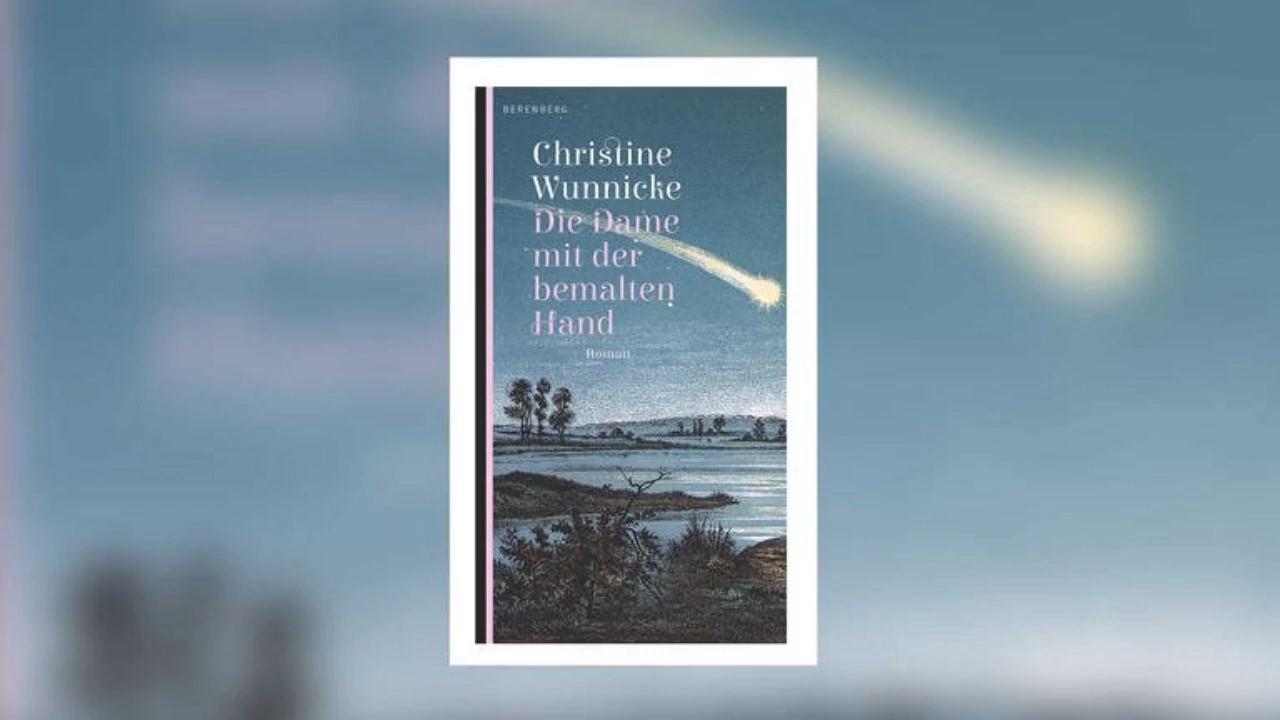 BERENBERG
Christine
Wunnicke
Die Dame
mit der
bemalten
Hand
Roman